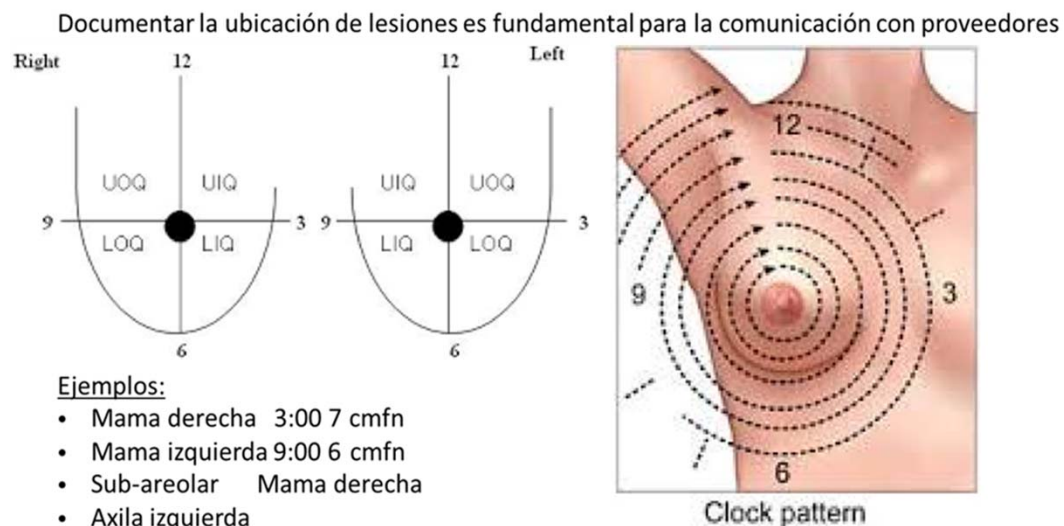 Documentar la ubicación de lesiones es fundamental para la comunicación con proveedores
Right 12 12 Left
UOQ UIQ UIQ UOQ
9 3 9 3
LOQ LIQ LIQ LOQ
6 6
12
9 3
6
Clock pattern
Ejemplos:
• Mama derecha 3:00 7 cmfn
• Mama izquierda 9:00 6 cmfn
• Sub-areolar Mama derecha
• Axila izquierda